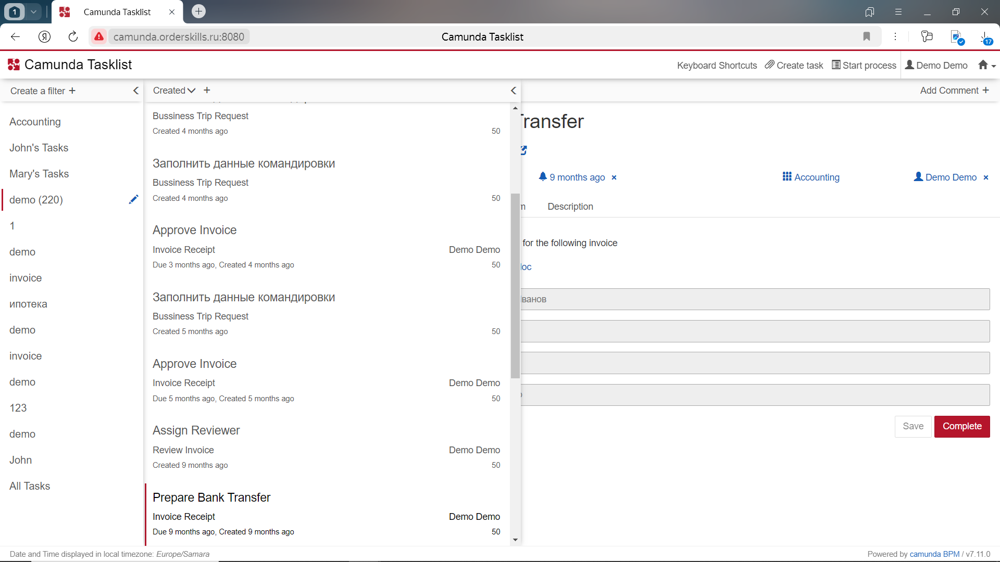 1
Camunda Tasklist
camunda.orderskills.ru:8080
Camunda Tasklist
17
Camunda Tasklist
Keyboard Shortcuts
Create task
Start process
Demo Demo
Create a filter +
Created
+
Add Comment +
Accounting
John's Tasks
Mary's Tasks
demo (220)
1
demo
invoice
ипотека
demo
invoice
demo
123
demo
John
All Tasks
Bussiness Trip Request
Created 4 months ago 50
Заполнить данные командировки
Bussiness Trip Request
Created 4 months ago 50
Approve Invoice
Invoice Receipt Demo Demo
Due 3 months ago, Created 4 months ago 50
Заполнить данные командировки
Bussiness Trip Request
Created 5 months ago 50
Approve Invoice
Invoice Receipt Demo Demo
Due 5 months ago, Created 5 months ago 50
Assign Reviewer
Review Invoice Demo Demo
Created 9 months ago 50
Prepare Bank Transfer
Invoice Receipt Demo Demo
Due 9 months ago, Created 9 months ago 50
Transfer
9 months ago ×
Accounting
Demo Demo ×
Description
for the following invoice
Save
Complete
Date and Time displayed in local timezone: Europe/Samara
Powered by camunda BPM / v7.11.0